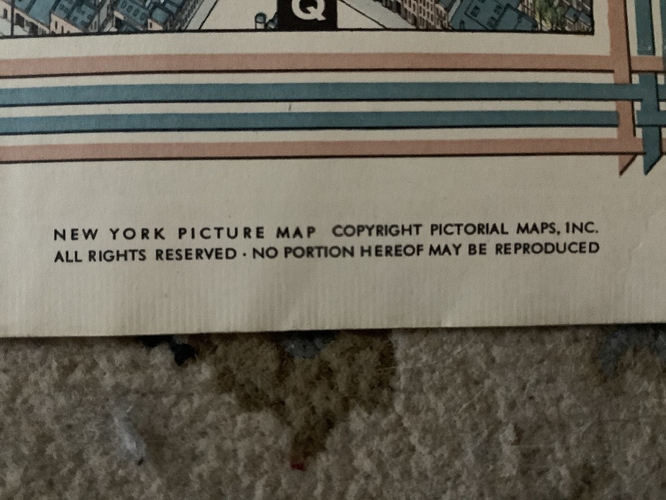 Q
NEW YORK PICTURE MAP COPYRIGHT PICTORIAL MAPS, INC.
ALL RIGHTS RESERVED · NO PORTION HEREOF MAY BE REPRODUCED